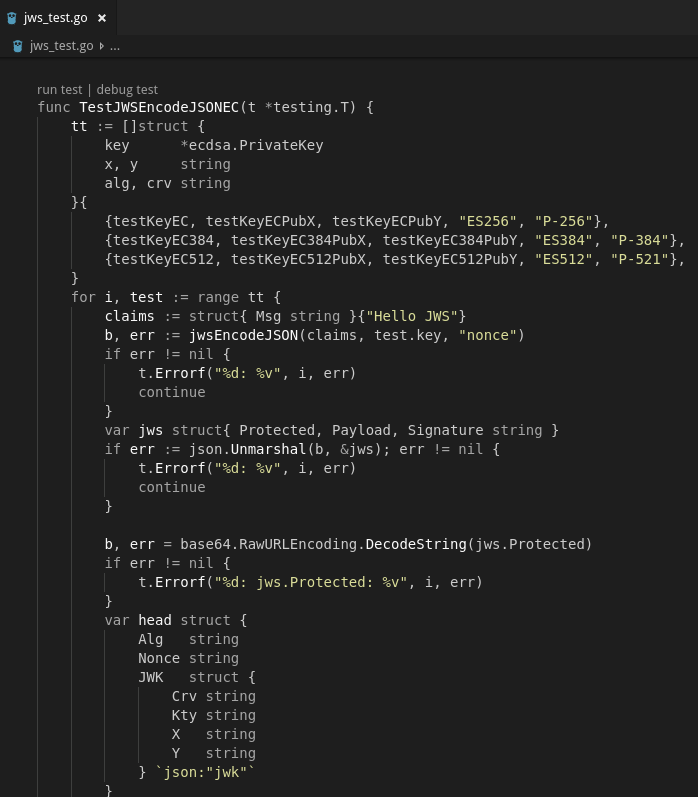 jws_test.go ×
jws_test.go ▹ ...
run test | debug test
func TestJWSEncodeJSONEC(t *testing.T) {
    tt := []struct {
        key      *ecdsa.PrivateKey
        x, y     string
        alg, crv string
    }{
        {testKeyEC, testKeyECPubX, testKeyECPubY, "ES256", "P-256"},
        {testKeyEC384, testKeyEC384PubX, testKeyEC384PubY, "ES384", "P-384"},
        {testKeyEC512, testKeyEC512PubX, testKeyEC512PubY, "ES512", "P-521"},
    }
    for i, test := range tt {
        claims := struct{ Msg string }{"Hello JWS"}
        b, err := jwsEncodeJSON(claims, test.key, "nonce")
        if err != nil {
            t.Errorf("%d: %v", i, err)
            continue
        }
        var jws struct{ Protected, Payload, Signature string }
        if err := json.Unmarshal(b, &jws); err != nil {
            t.Errorf("%d: %v", i, err)
            continue
        }

        b, err = base64.RawURLEncoding.DecodeString(jws.Protected)
        if err != nil {
            t.Errorf("%d: jws.Protected: %v", i, err)
        }
        var head struct {
            Alg   string
            Nonce string
            JWK   struct {
                Crv string
                Kty string
                X   string
                Y   string
            } `json:"jwk"`
        }